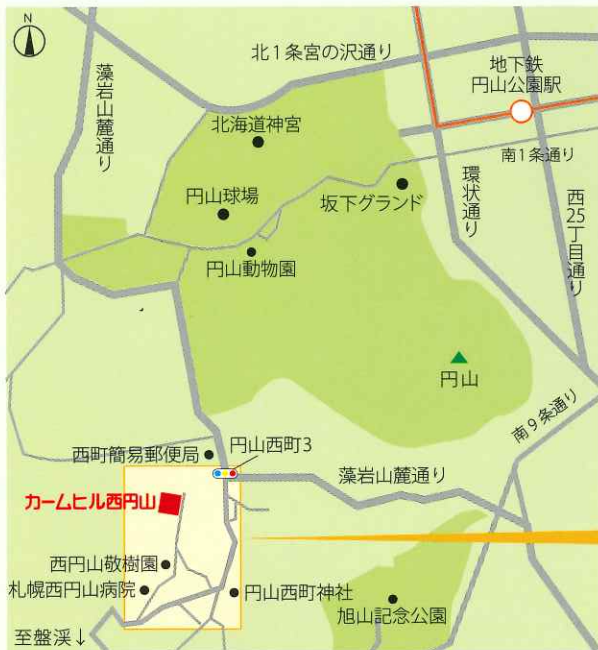 N
北1条宮の沢通り
地下鉄
円山公園駅
藻岩山麓通り
北海道神宮
南1条通り
円山球場
坂下グランド
環状通り
西25丁目通り
円山動物園
円山
南9条通り
西町簡易郵便局
円山西町3
藻岩山麓通り
カームヒル西円山
西円山敬樹園
札幌西円山病院
円山西町神社
旭山記念公園
至盤渓↓